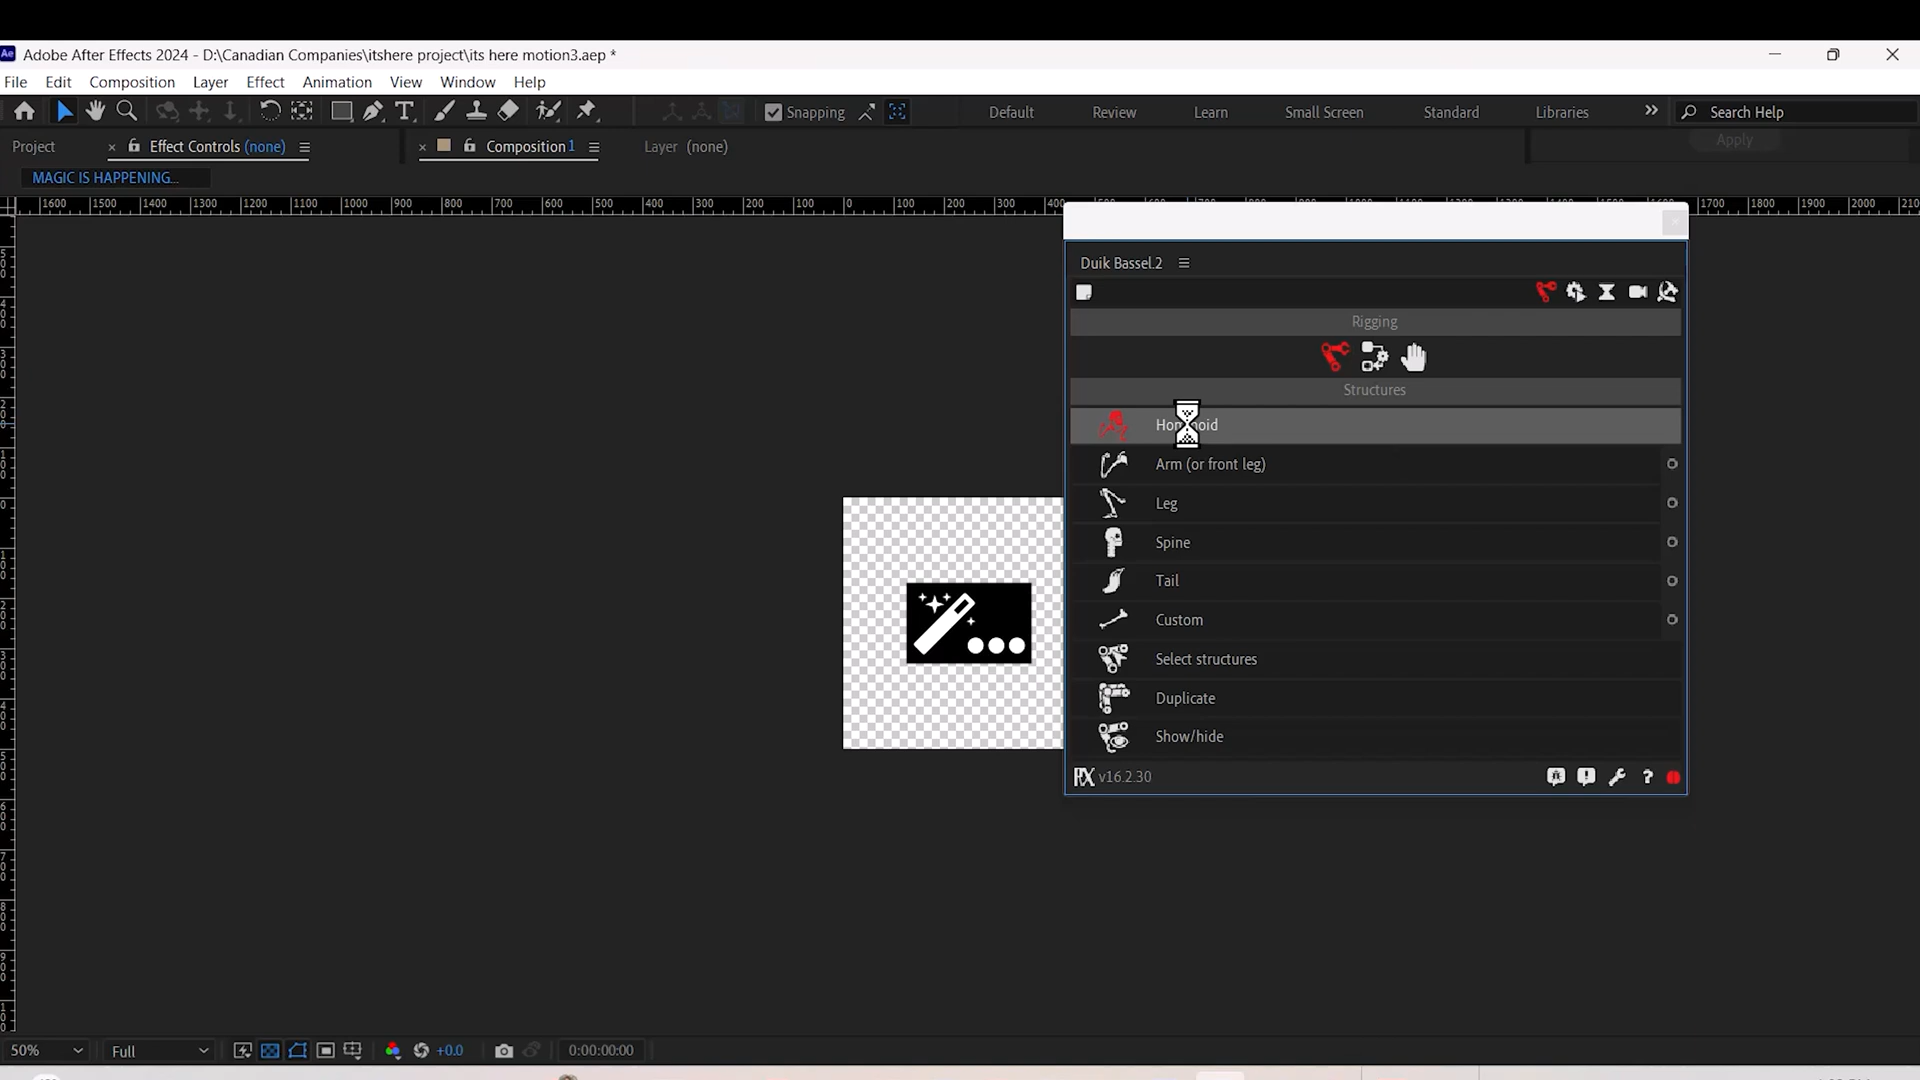 Ae Adobe After Effects 2024 - D:\Canadian Companies\itshere project\its here motion3.aep *
File Edit Composition Layer Effect Animation View Window Help
Snapping Default Review Learn Small Screen Standard Libraries Search Help
Project Effect Controls (none) Composition 1 Layer (none) Apply
MAGIC IS HAPPENING...
1600 1500 1400 1300 1200 1100 1000 900 800 700 600 500 400 300 200 100 0 100 200 300 1700 1800 1900 2000
Duik Bassel.2
Rigging
Structures
Arm (or front leg)
Leg
Spine
Tail
Custom
Select structures
Duplicate
Show/hide
RX v16.2.30 ?
50% Full +0.0 0:00:00:00